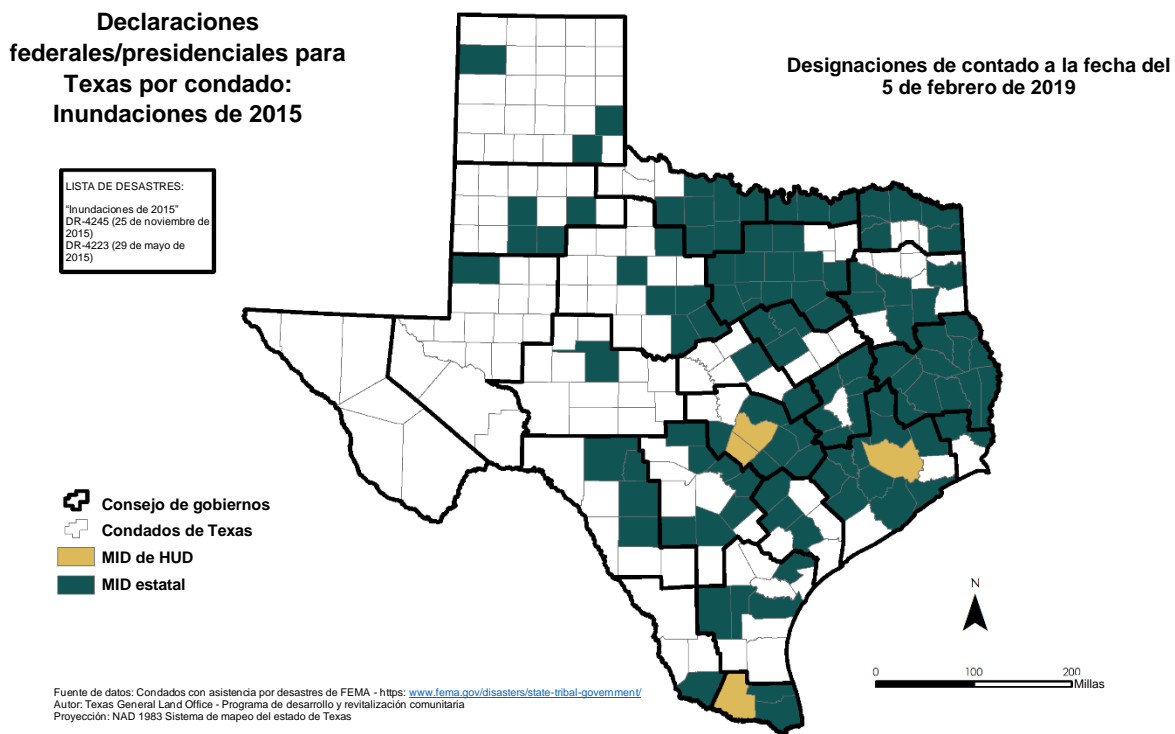 Declaraciones
federales/presidenciales para
Texas por condado:
Inundaciones de 2015
Designaciones de contado a la fecha del
5 de febrero de 2019
LISTA DE DESASTRES:
"Inundaciones de 2015"
DR-4245 (25 de noviembre de
2015)
DR-4223 (29 de mayo de
2015)
Consejo de gobiernos
Condados de Texas
MID de HUD
MID estatal
N
0 100 200
Millas
Fuente de datos: Condados con asistencia por desastres de FEMA - https: www.fema.gov/disasters/state-tribal-government/
Autor: Texas General Land Office - Programa de desarrollo y revitalización comunitaria
Proyección: NAD 1983 Sistema de mapeo del estado de Texas